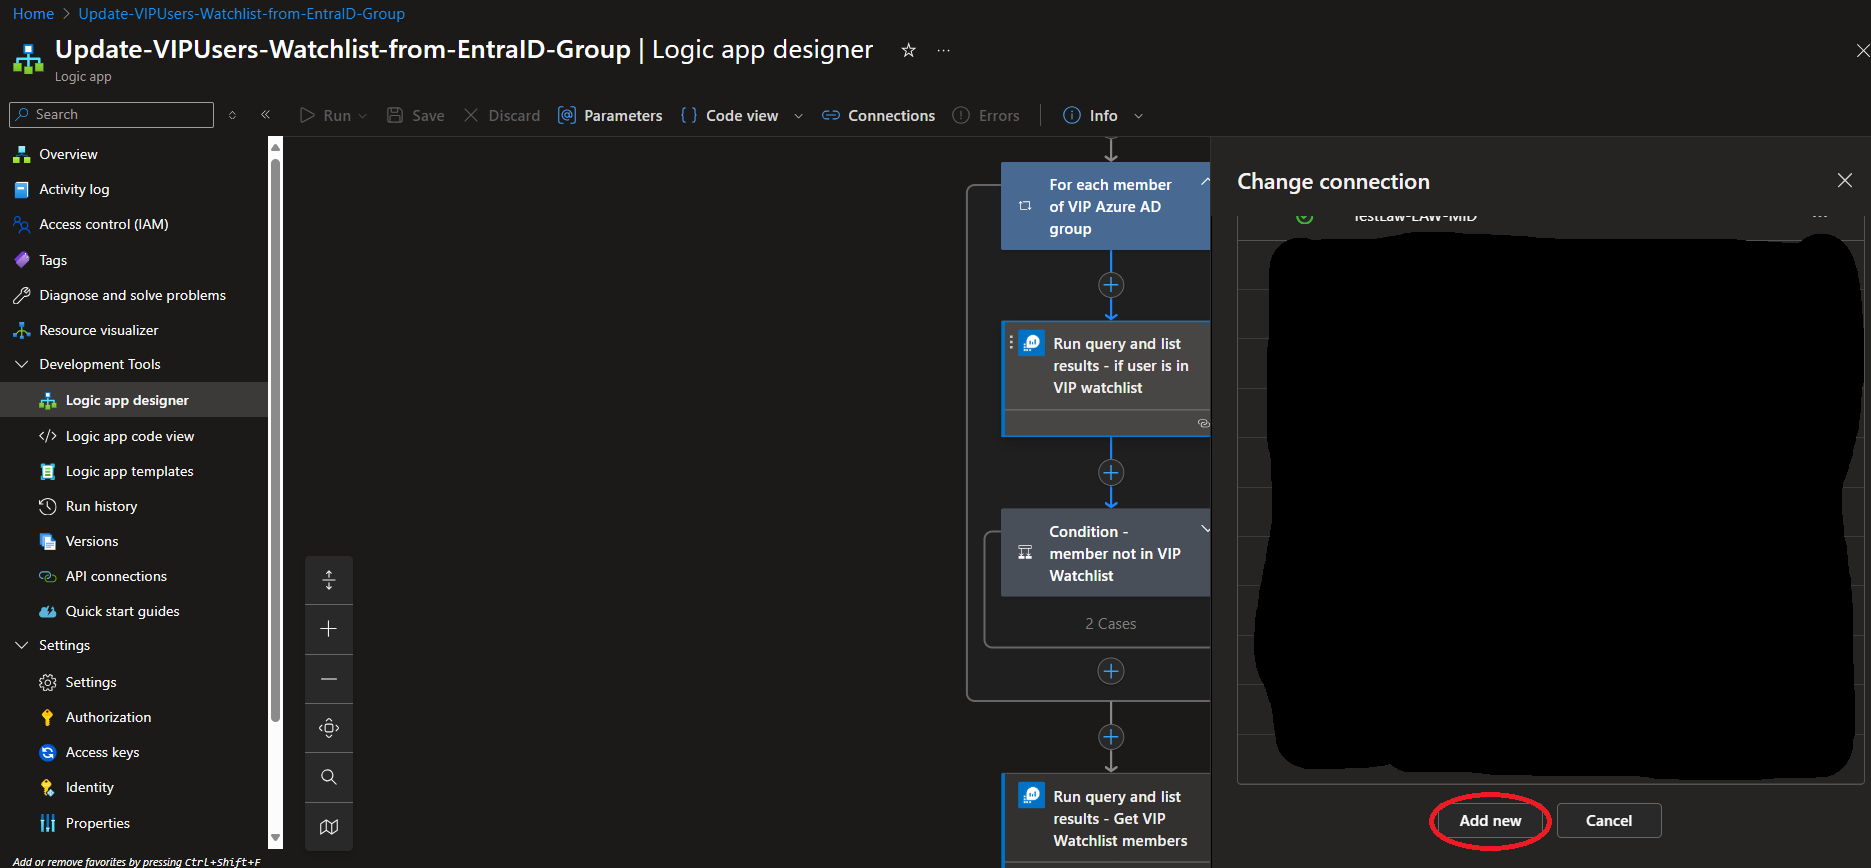 Home > Update-VIPUsers-Watchlist-from-EntraID-Group
Update-VIPUsers-Watchlist-from-EntraID-Group | Logic app designer
Logic app
Search
Run
Save
Discard
Parameters
Code view
Connections
Errors
Info
Overview
Activity log
Access control (IAM)
Tags
Diagnose and solve problems
Resource visualizer
Development Tools
Logic app designer
Logic app code view
Logic app templates
Run history
Versions
API connections
Quick start guides
Settings
Settings
Authorization
Access keys
Identity
Properties
Add or remove favorites by pressing Ctrl+Shift+F
For each member
of VIP Azure AD
group
Run query and list
results - if user is in
VIP watchlist
Condition -
member not in VIP
Watchlist
2 Cases
Run query and list
results - Get VIP
Watchlist members
Change connection
TestLaw-LAW-MID
Add new
Cancel